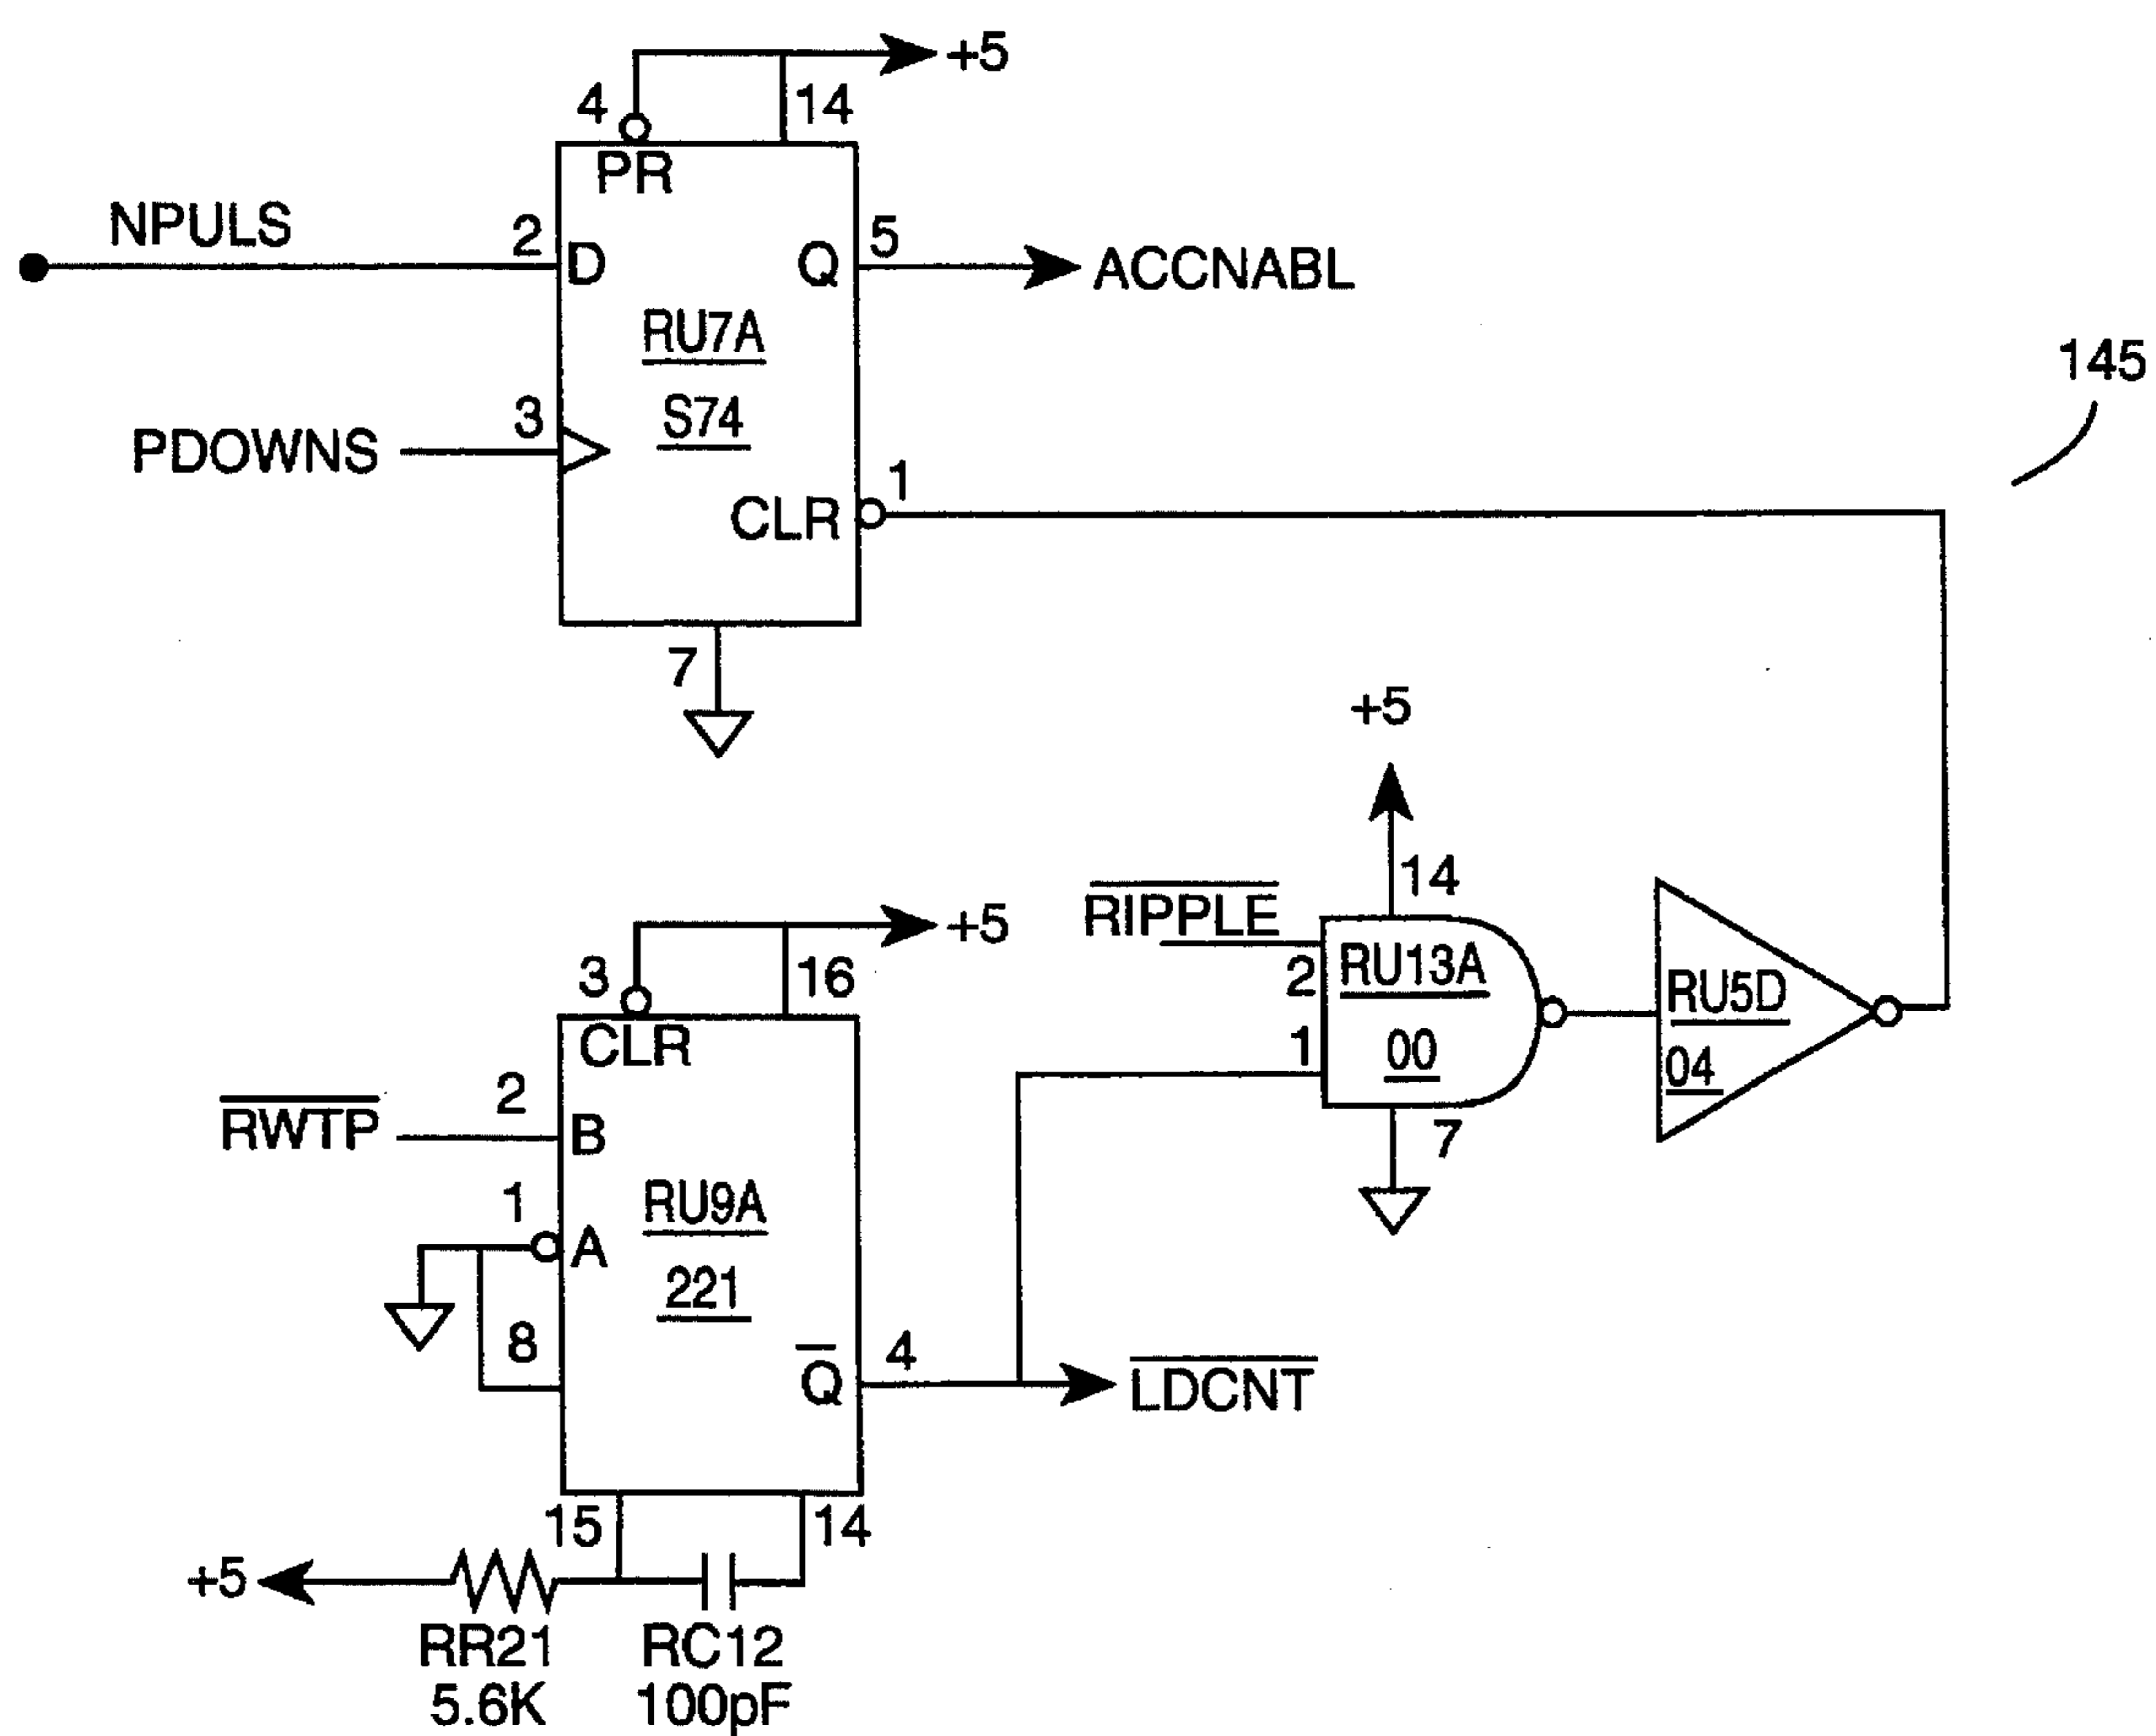 +5
4
14
PR
NPULS
2
D
Q
5
ACCNABL
RU7A
S74
145
PDOWNS
3
1
CLR
7
+5
14
RIPPLE
+5
3
16
2
RU13A
RU5D
CLR
1
00
04
2
RWTP
B
7
1
RU9A
A
221
8
Q
4
LDCNT
15
14
+5
RR21
RC12
5.6K
100pF